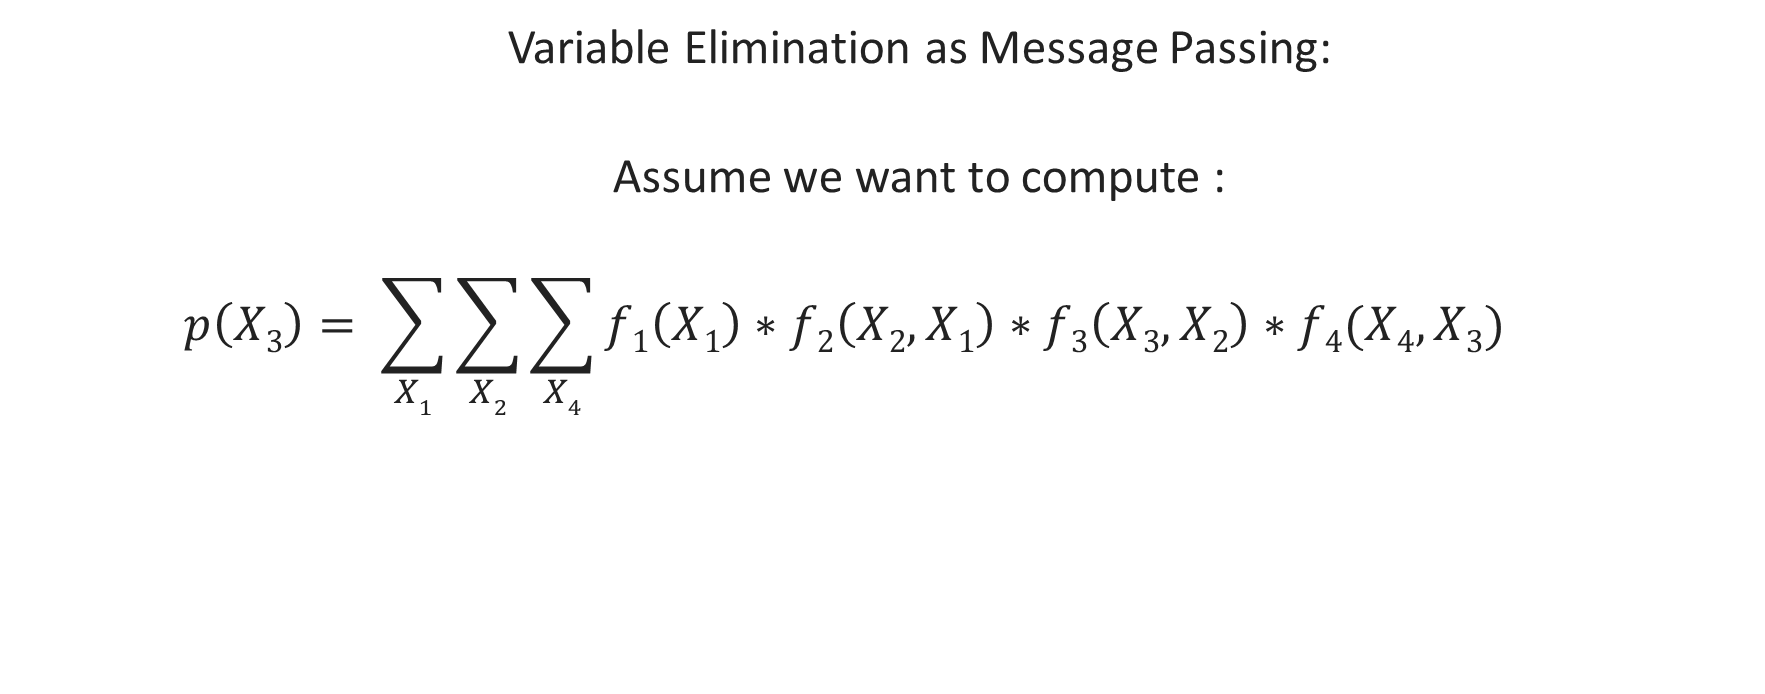 Variable Elimination as Message Passing:
Assume we want to compute :
p(X₃) = ∑_{X₁} ∑_{X₂} ∑_{X₄} f₁(X₁) ∗ f₂(X₂, X₁) ∗ f₃(X₃, X₂) ∗ f₄(X₄, X₃)